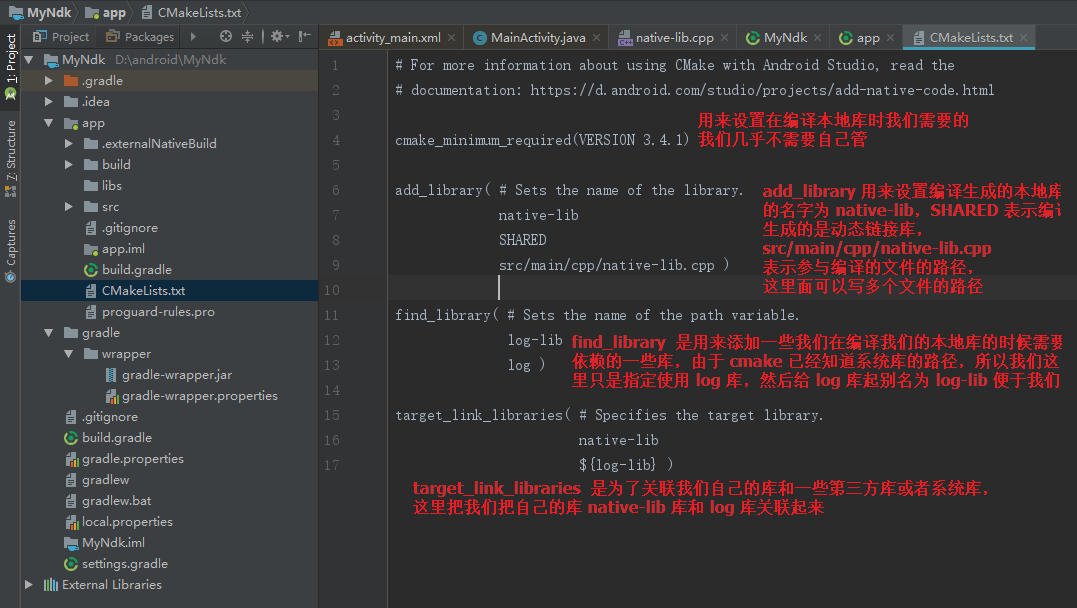 MyNdk app CMakeLists.txt
Project Packages
activity_main.xml MainActivity.java native-lib.cpp MyNdk app CMakeLists.txt
1: Project
7: Structure
Captures
MyNdk D:\android\MyNdk
.gradle
.idea
app
.externalNativeBuild
build
libs
src
.gitignore
app.iml
build.gradle
CMakeLists.txt
proguard-rules.pro
gradle
wrapper
gradle-wrapper.jar
gradle-wrapper.properties
.gitignore
build.gradle
gradle.properties
gradlew
gradlew.bat
local.properties
MyNdk.iml
settings.gradle
External Libraries
1 # For more information about using CMake with Android Studio, read the
2 # documentation: https://d.android.com/studio/projects/add-native-code.html
3
用来设置在编译本地库时我们需要的
4 cmake_minimum_required(VERSION 3.4.1)
我们几乎不需要自己管
5
6 add_library( # Sets the name of the library.
7 native-lib
8 SHARED
9 src/main/cpp/native-lib.cpp )
10
add_library 用来设置编译生成的本地库
的名字为 native-lib，SHARED 表示编译
生成的是动态链接库，
src/main/cpp/native-lib.cpp
表示参与编译的文件的路径，
这里面可以写多个文件的路径
11 find_library( # Sets the name of the path variable.
12 log-lib
13 log )
14
find_library 是用来添加一些我们在编译我们的本地库的时候需要
依赖的一些库，由于 cmake 已经知道系统库的路径，所以我们这
里只是指定使用 log 库，然后给 log 库起别名为 log-lib 便于我们
15 target_link_libraries( # Specifies the target library.
16 native-lib
17 ${log-lib} )
target_link_libraries 是为了关联我们自己的库和一些第三方库或者系统库，
这里把我们把自己的库 native-lib 库和 log 库关联起来